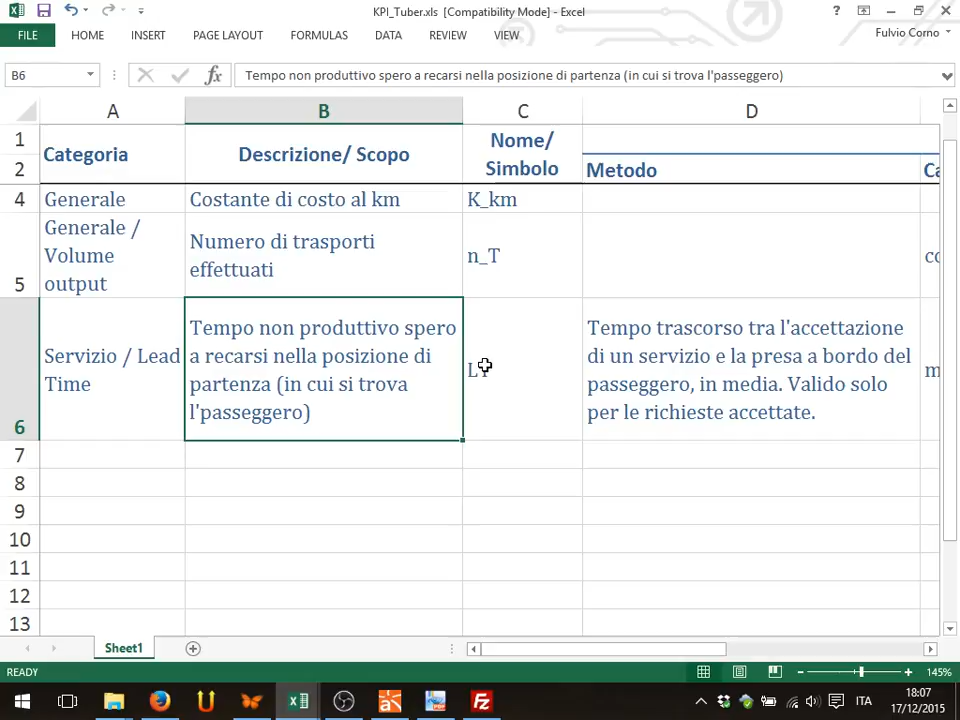 KPI_Tuber.xls [Compatibility Mode] - Excel
FILE HOME INSERT PAGE LAYOUT FORMULAS DATA REVIEW VIEW Fulvio Corno
B6 fx Tempo non produttivo spero a recarsi nella posizione di partenza (in cui si trova l'passeggero)
A B C D
1 2 Categoria Descrizione/ Scopo
Nome/
Simbolo
Metodo
4 Generale Costante di costo al km K_km
5 Generale /
Volume
output
Numero di trasporti
effettuati
n_T
6 Servizio / Lead
Time
Tempo non produttivo spero
a recarsi nella posizione di
partenza (in cui si trova
l'passeggero)
Tempo trascorso tra l'accettazione
di un servizio e la presa a bordo del
passeggero, in media. Valido solo
per le richieste accettate.
7
8
9
10
11
12
13
Sheet1
READY 145%
ITA 18:07
17/12/2015